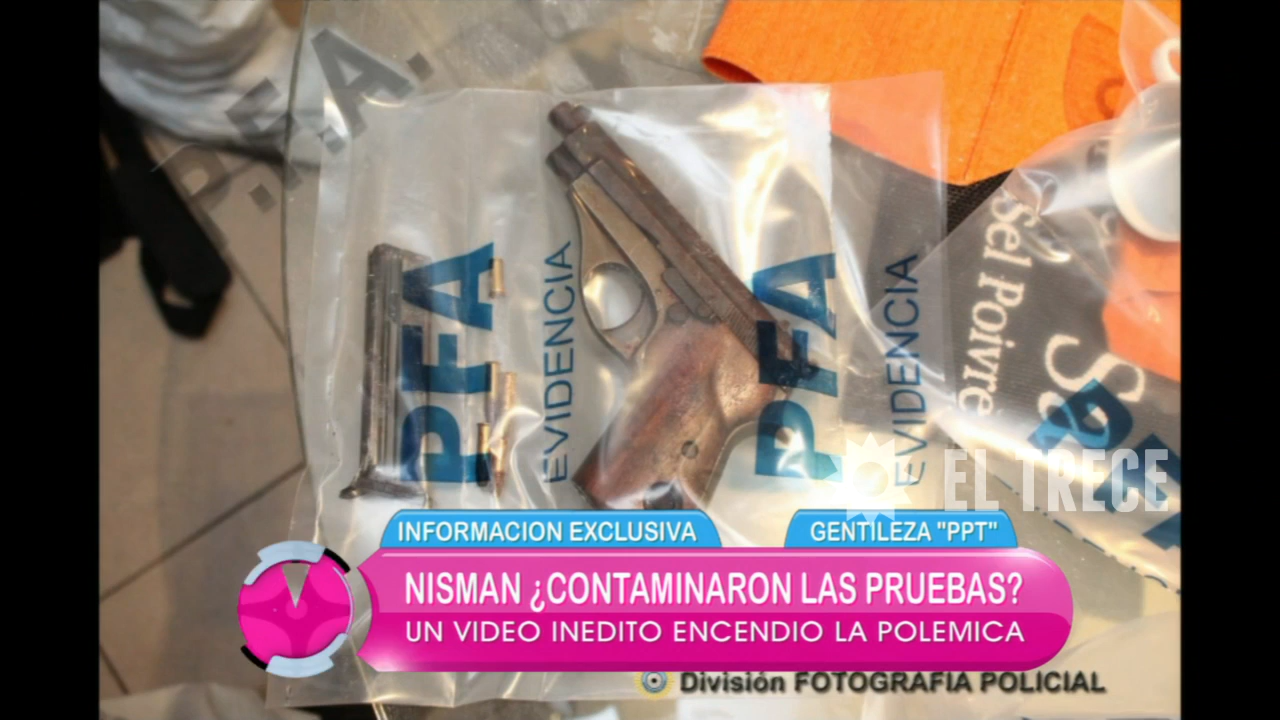 P.F.A.
PFA
EVIDENCIA
PFA
EVIDENCIA
sel Poivre
EL TRECE
INFORMACION EXCLUSIVA
GENTILEZA "PPT"
NISMAN ¿CONTAMINARON LAS PRUEBAS?
UN VIDEO INEDITO ENCENDIO LA POLEMICA
División FOTOGRAFIA POLICIAL